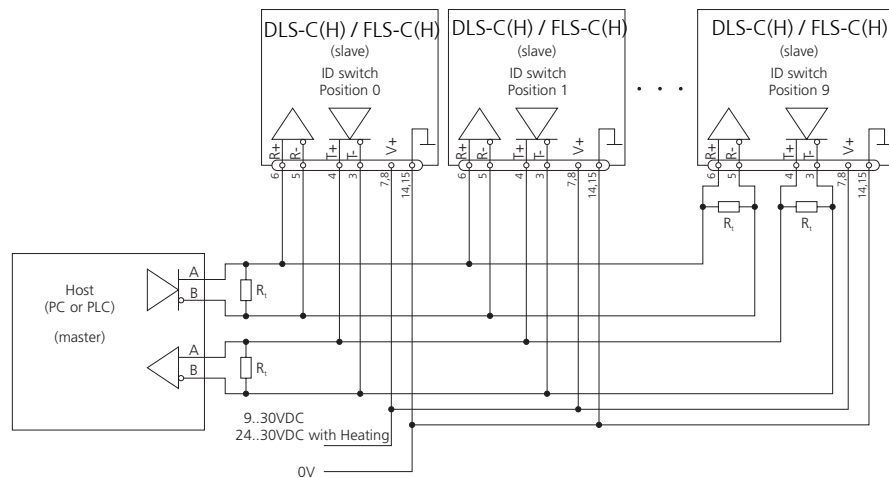 DLS-C(H) / FLS-C(H)
(slave)
ID switch
Position 0
R+
R-
T+
T-
V+
6
5
4
3
7,8
14,15
DLS-C(H) / FLS-C(H)
(slave)
ID switch
Position 1
R+
R-
T+
T-
V+
6
5
4
3
7,8
14,15
. . .
DLS-C(H) / FLS-C(H)
(slave)
ID switch
Position 9
R+
R-
T+
T-
V+
6
5
4
3
7,8
14,15
Rt
Rt
Host
(PC or PLC)
(master)
A
B
Rt
A
B
Rt
9..30VDC
24..30VDC with Heating
0V